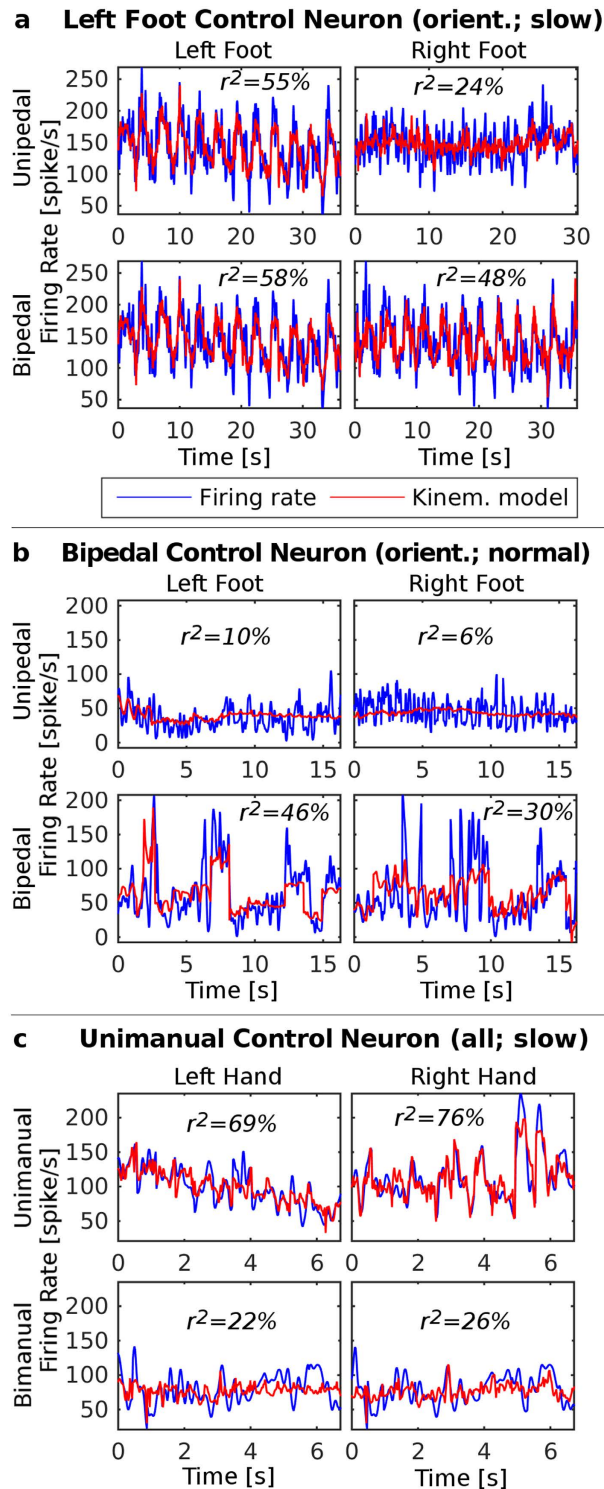 a Left Foot Control Neuron (orient.; slow)
Left Foot Right Foot
Unipedal
Bipedal
Firing Rate [spike/s]
250
200
150
100
50
r²=55%
r²=24%
0 10 20 30
0 10 20 30
250
200
150
100
50
r²=58%
r²=48%
0 10 20 30
0 10 20 30
Time [s] Time [s]
Firing rate Kinem. model
b Bipedal Control Neuron (orient.; normal)
Left Foot Right Foot
Unipedal
Bipedal
Firing Rate [spike/s]
200
150
100
50
0
r²=10%
r²=6%
0 5 10 15
0 5 10 15
200
150
100
50
0
r²=46%
r²=30%
0 5 10 15
0 5 10 15
Time [s] Time [s]
c Unimanual Control Neuron (all; slow)
Left Hand Right Hand
Unimanual
Bimanual
Firing Rate [spike/s]
200
150
100
50
r²=69%
r²=76%
0 2 4 6
0 2 4 6
200
150
100
50
r²=22%
r²=26%
0 2 4 6
0 2 4 6
Time [s] Time [s]